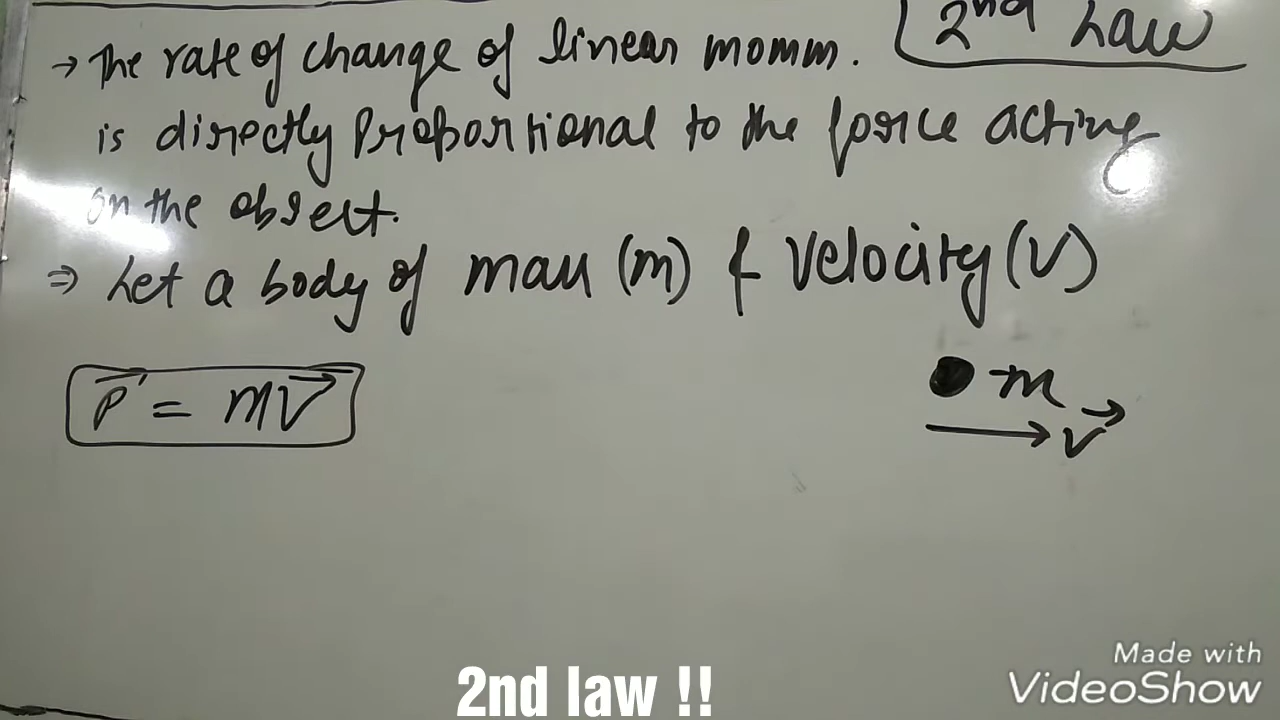 2nd Law
→ The rate of change of linear momm.
is directly Proportional to the force acting
on the object.
⇒ Let a body of mass (m) & Velocity (V)
P⃗ = mV⃗
m
V⃗
2nd law !!
Made with
VideoShow